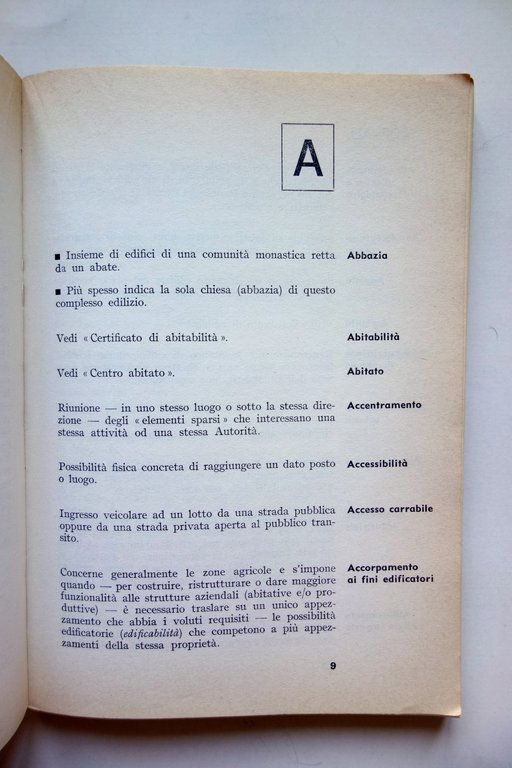 A
■ Insieme di edifici di una comunità monastica retta Abbazia
da un abate.
■ Più spesso indica la sola chiesa (abbazia) di questo
complesso edilizio.
Vedi « Certificato di abitabilità ». Abitabilità
Vedi « Centro abitato ». Abitato
Riunione — in uno stesso luogo o sotto la stessa dire- Accentramento
zione — degli « elementi sparsi » che interessano una
stessa attività od una stessa Autorità.
Possibilità fisica concreta di raggiungere un dato posto Accessibilità
o luogo.
Ingresso veicolare ad un lotto da una strada pubblica Accesso carrabile
oppure da una strada privata aperta al pubblico tran-
sito.
Concerne generalmente le zone agricole e s'impone Accorpamento
quando — per costruire, ristrutturare o dare maggiore ai fini edificatori
funzionalità alle strutture aziendali (abitative e/o pro-
duttive) — è necessario traslare su un unico appez-
zamento che abbia i voluti requisiti — le possibilità
edificatorie (edificabilità) che competono a più appez-
zamenti della stessa proprietà.
9